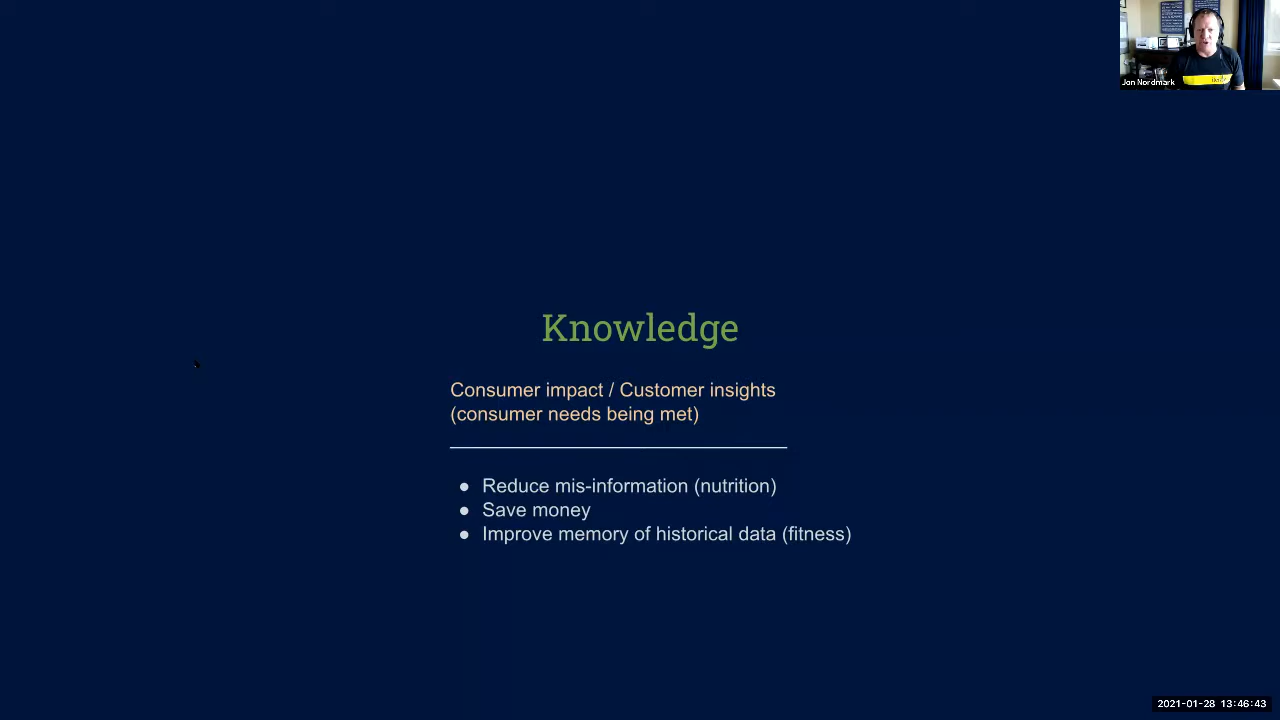 Jon Nordmark
Knowledge
Consumer impact / Customer insights
(consumer needs being met)
● Reduce mis-information (nutrition)
● Save money
● Improve memory of historical data (fitness)
2021-01-28 13:46:43